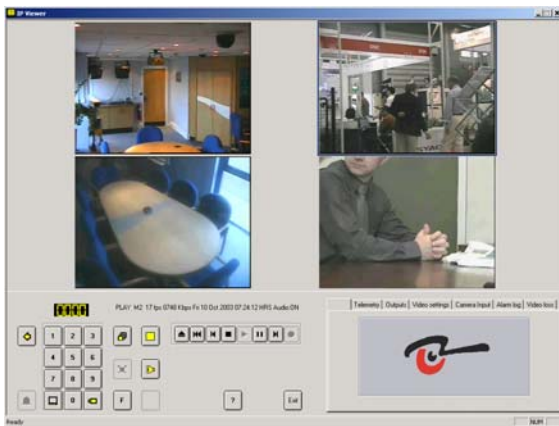 IP Viewer
0000
PLAY M2 17 fps 0740 Kbps Fri 10 Oct 2003 07:24:12 HRS Audio:ON
Telemetry Outputs Video settings Camera Input Alarm log Video loss
1 2 3
4 5 6
7 8 9
0 F ? Exit
Ready NUM